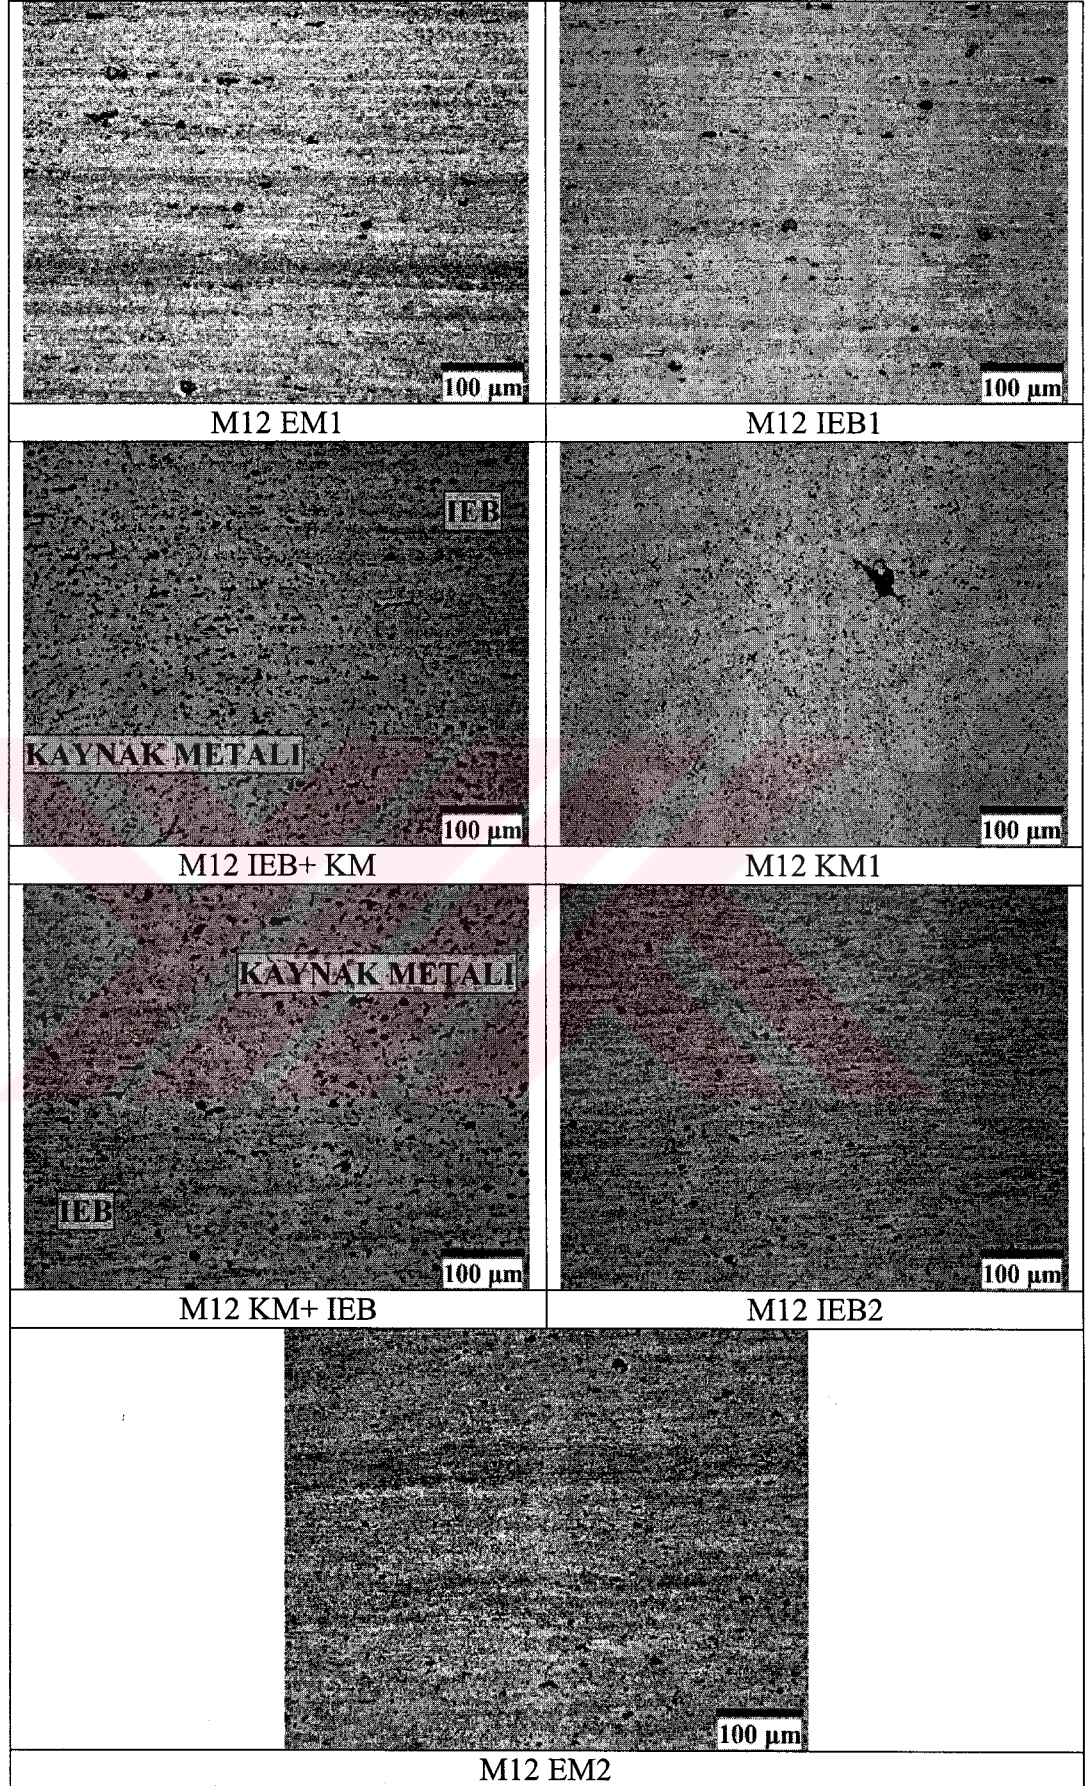 100 µm
100 µm
M12 EM1
M12 IEB1
IEB
KAYNAK METALI
100 µm
100 µm
M12 IEB+ KM
M12 KM1
KAYNAK METALI
IEB
100 µm
100 µm
M12 KM+ IEB
M12 IEB2
100 µm
M12 EM2